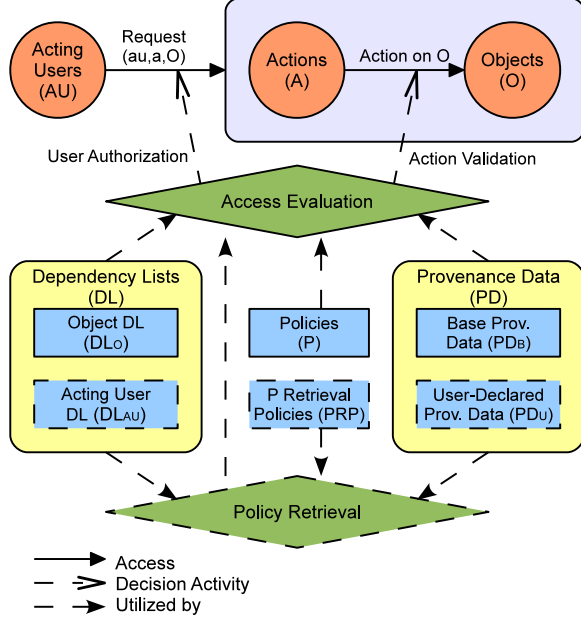 Acting
Users
(AU)
Request
(au,a,O)
Actions
(A)
Action on O
Objects
(O)
User Authorization
Action Validation
Access Evaluation
Dependency Lists
(DL)
Object DL
(DLO)
Acting User
DL (DLAU)
Policies
(P)
P Retrieval
Policies (PRP)
Provenance Data
(PD)
Base Prov.
Data (PDB)
User-Declared
Prov. Data (PDU)
Policy Retrieval
Access
Decision Activity
Utilized by